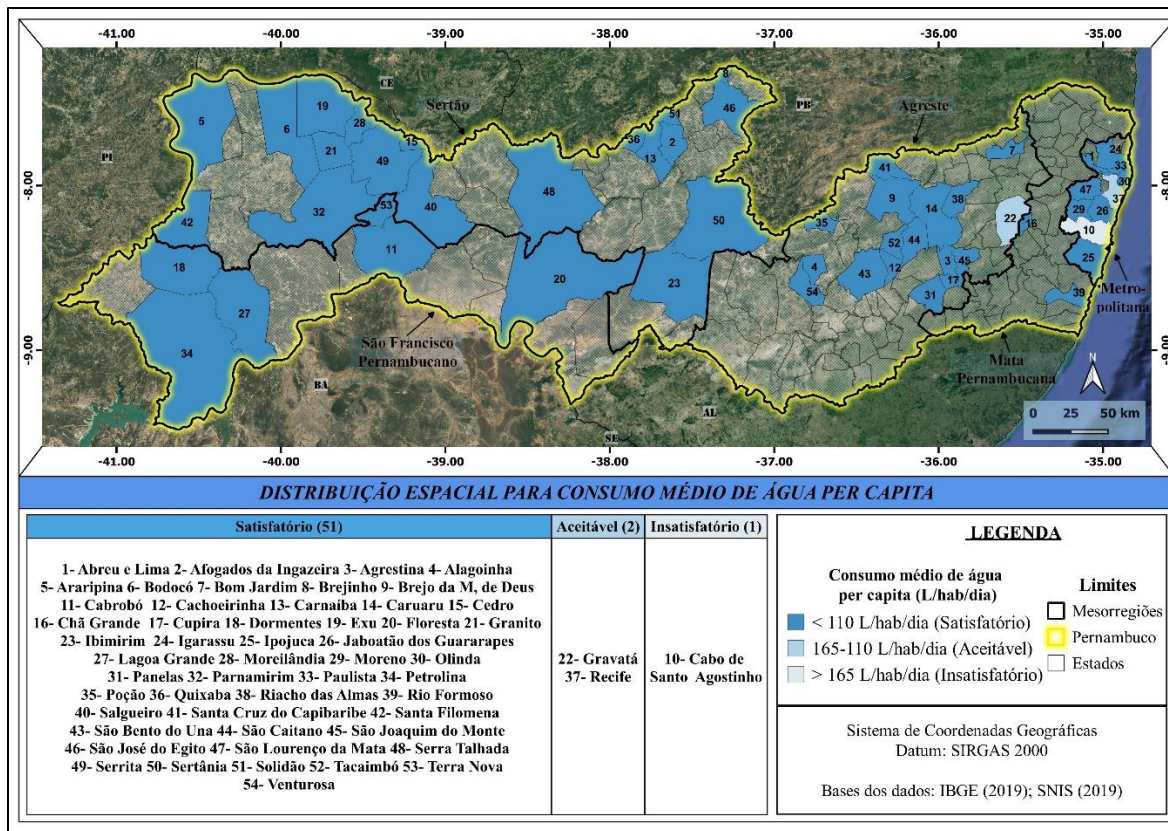 -41.00 -40.00 -39.00 -38.00 -37.00 -36.00 -35.00
CE
8
19
Sertão
PB
Agreste
5
6
28
46
51
15
36
2
7
24
PI
21
13
1
49
41
33
-8.00
-8.00
30
47
37
53
48
9
38
42
32
40
50
35
14
22
16
29
26
44
10
11
52
18
4
12
3
45
25
20
23
43
17
54
27
31
39
Metro-
politana
-9.00
34
São Francisco
Pernambucano
Mata
Pernambucana
-9.00
BA
AL
N
0 25 50 km
SE
-41.00 -40.00 -39.00 -38.00 -37.00 -36.00 -35.00
DISTRIBUIÇÃO ESPACIAL PARA CONSUMO MÉDIO DE ÁGUA PER CAPITA
Satisfatório (51)
1- Abreu e Lima 2- Afogados da Ingazeira 3- Agrestina 4- Alagoinha
5- Araripina 6- Bodocó 7- Bom Jardim 8- Brejinho 9- Brejo da M, de Deus
11- Cabrobó 12- Cachoeirinha 13- Carnaíba 14- Caruaru 15- Cedro
16- Chã Grande 17- Cupira 18- Dormentes 19- Exu 20- Floresta 21- Granito
23- Ibimirim 24- Igarassu 25- Ipojuca 26- Jaboatão dos Guararapes
27- Lagoa Grande 28- Moreilândia 29- Moreno 30- Olinda
31- Panelas 32- Parnamirim 33- Paulista 34- Petrolina
35- Poção 36- Quixaba 38- Riacho das Almas 39- Rio Formoso
40- Salgueiro 41- Santa Cruz do Capibaribe 42- Santa Filomena
43- São Bento do Una 44- São Caitano 45- São Joaquim do Monte
46- São José do Egito 47- São Lourenço da Mata 48- Serra Talhada
49- Serrita 50- Sertânia 51- Solidão 52- Tacaimbó 53- Terra Nova
54- Venturosa
Aceitável (2)
22- Gravatá
37- Recife
Insatisfatório (1)
10- Cabo de
Santo Agostinho
LEGENDA
Consumo médio de água
per capita (L/hab/dia)
< 110 L/hab/dia (Satisfatório)
165-110 L/hab/dia (Aceitável)
> 165 L/hab/dia (Insatisfatório)
Limites
Mesorregiões
Pernambuco
Estados
Sistema de Coordenadas Geográficas
Datum: SIRGAS 2000
Bases dos dados: IBGE (2019); SNIS (2019)